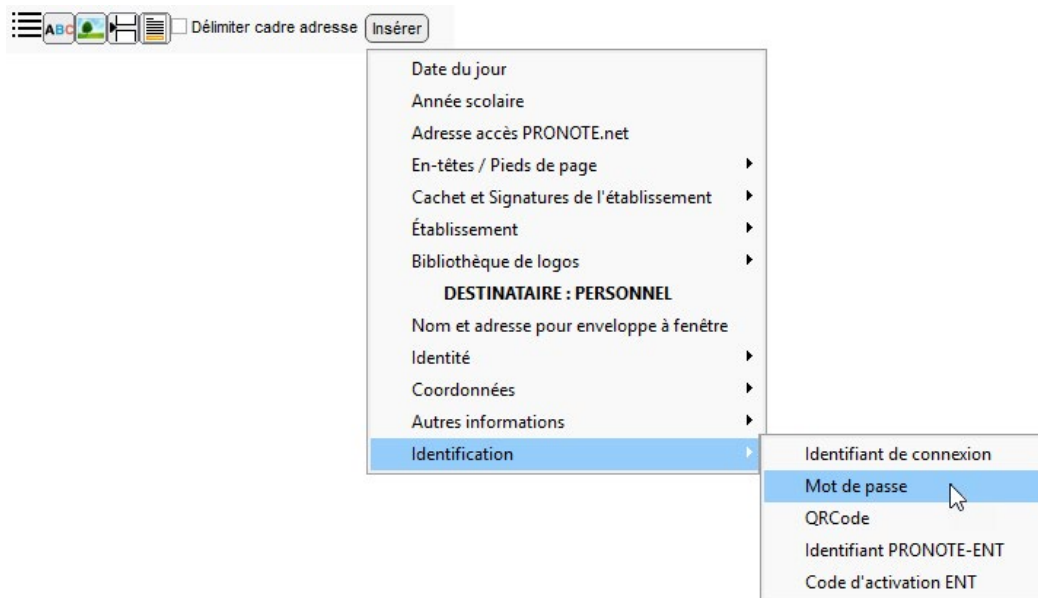 ABC Délimiter cadre adresse Insérer
Date du jour
Année scolaire
Adresse accès PRONOTE.net
En-têtes / Pieds de page
Cachet et Signatures de l'établissement
Établissement
Bibliothèque de logos
DESTINATAIRE : PERSONNEL
Nom et adresse pour enveloppe à fenêtre
Identité
Coordonnées
Autres informations
Identification
Identifiant de connexion
Mot de passe
QRCode
Identifiant PRONOTE-ENT
Code d'activation ENT